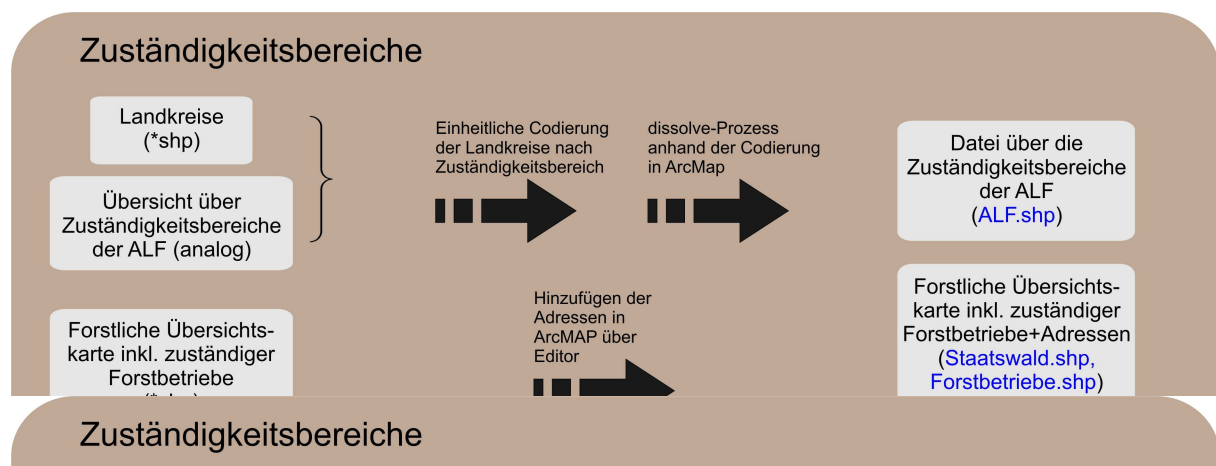 Zuständigkeitsbereiche
Landkreise
(*shp)
Übersicht über
Zuständigkeitsbereiche
der ALF (analog)
Einheitliche Codierung
der Landkreise nach
Zuständigkeitsbereich
dissolve-Prozess
anhand der Codierung
in ArcMap
Datei über die
Zuständigkeitsbereiche
der ALF
(ALF.shp)
Forstliche Übersichts-
karte inkl. zuständiger
Forstbetriebe
Hinzufügen der
Adressen in
ArcMAP über
Editor
Forstliche Übersichts-
karte inkl. zuständiger
Forstbetriebe+Adressen
(Staatswald.shp,
Forstbetriebe.shp)
Zuständigkeitsbereiche